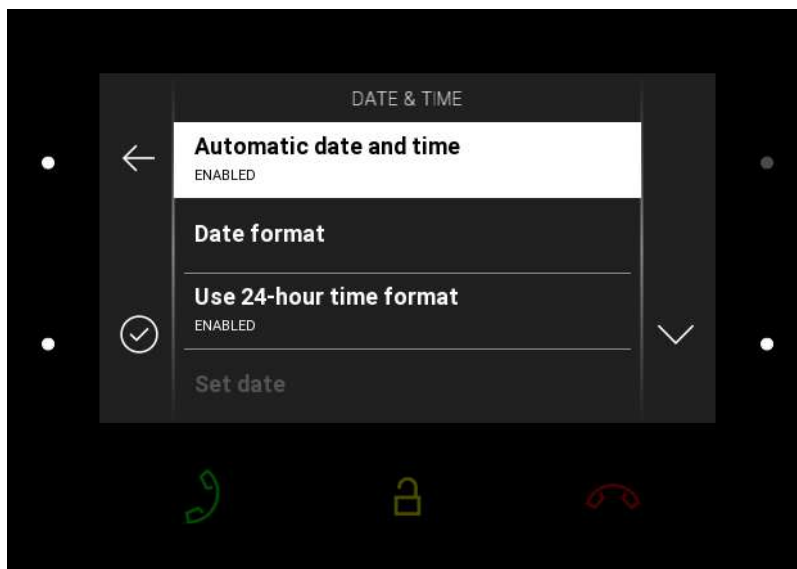 DATE & TIME
Automatic date and time
ENABLED
Date format
Use 24-hour time format
ENABLED
Set date